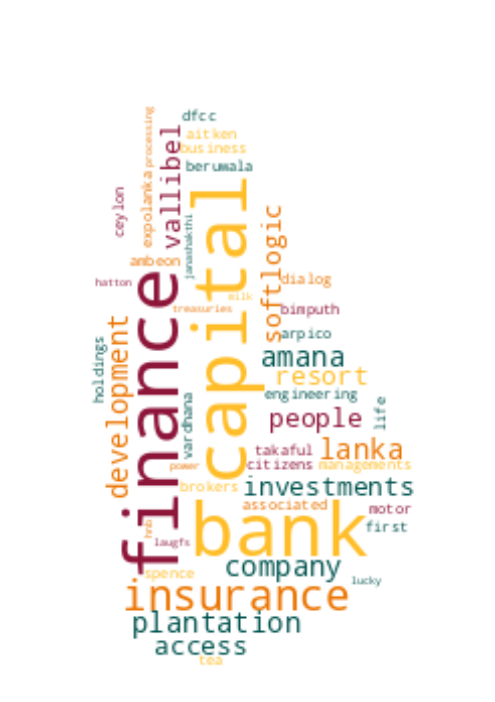 dfcc
aitken
business
berumala
processing
expolanka
vallibel
ceylon
janashakthi
capital
softlogic
ambeon
hatton
finance
dialog
milk
treasuries
bimputh
arpico
holdings
development
amana
resort
engineering
vardhana
people
life
lanka
takaful
citizens
managements
power
brokers
investments
associated
motor
bank
first
hnb
laugfs
company
spence
lucky
insurance
plantation
access
tea